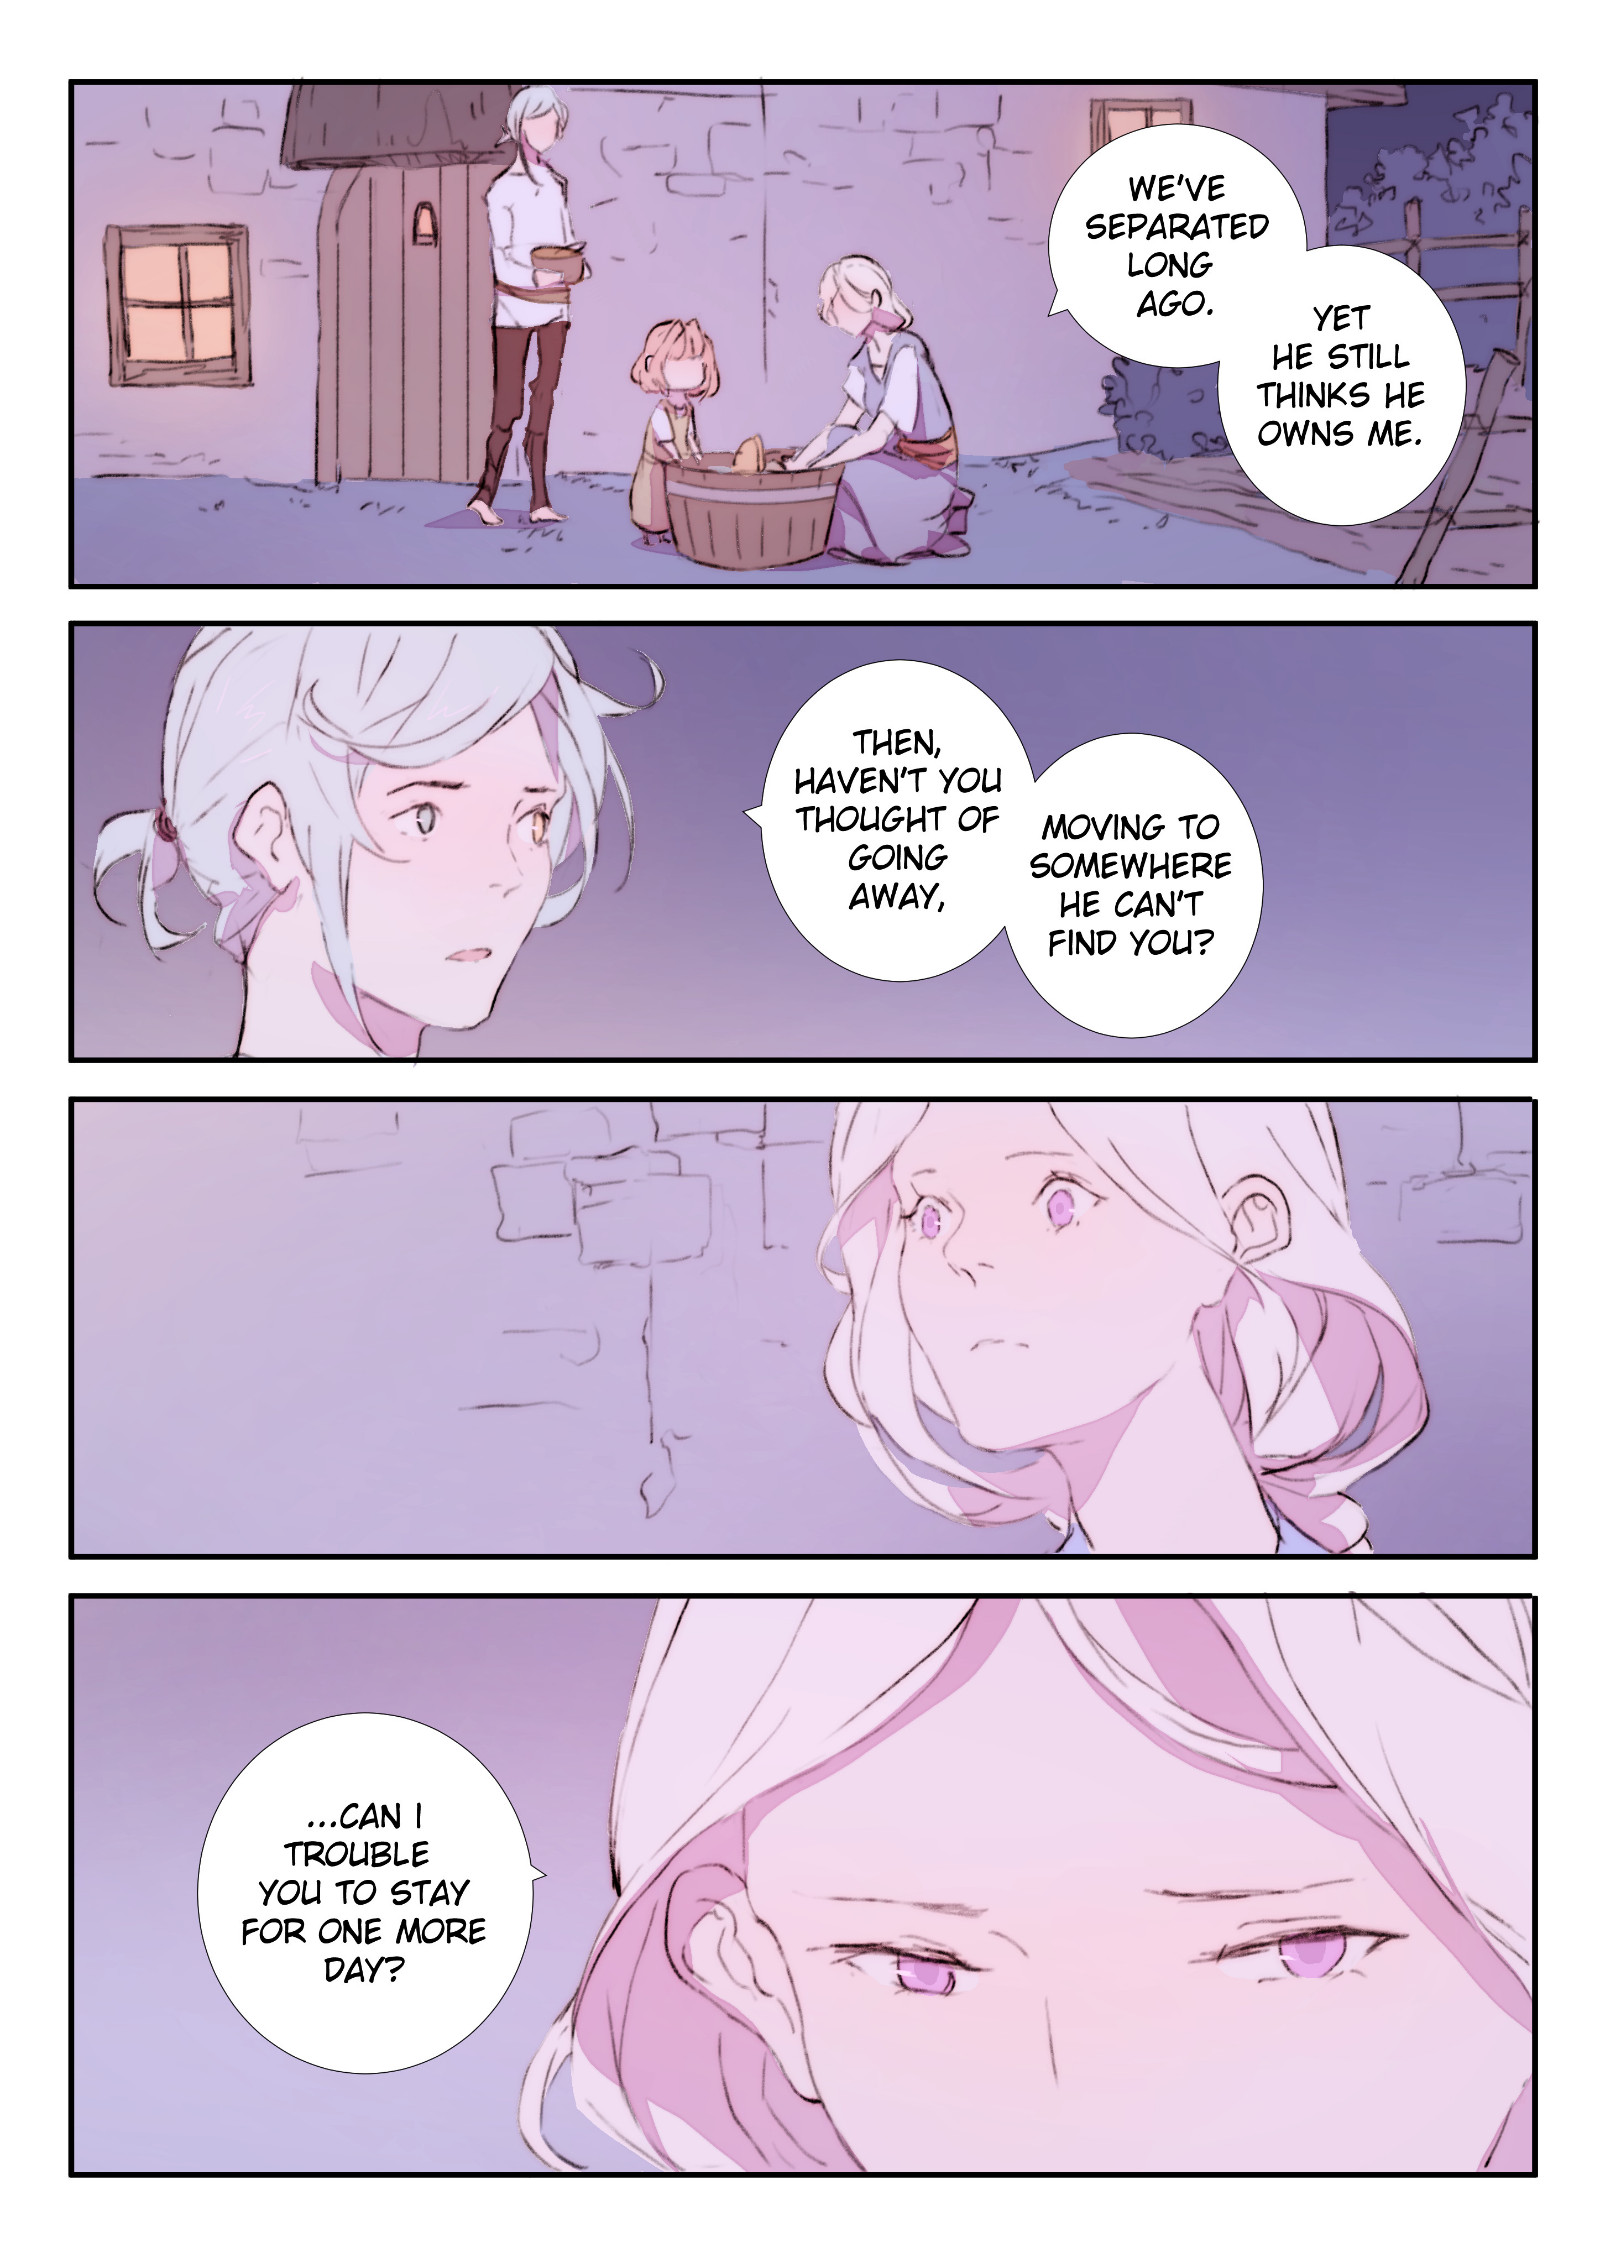 WE'VE
SEPARATED
LONG
AGO.
YET
HE STILL
THINKS HE
OWNS ME.
THEN,
HAVEN'T YOU
THOUGHT OF
GOING
AWAY,
MOVING TO
SOMEWHERE
HE CAN'T
FIND YOU?
...CAN I
TROUBLE
YOU TO STAY
FOR ONE MORE
DAY?